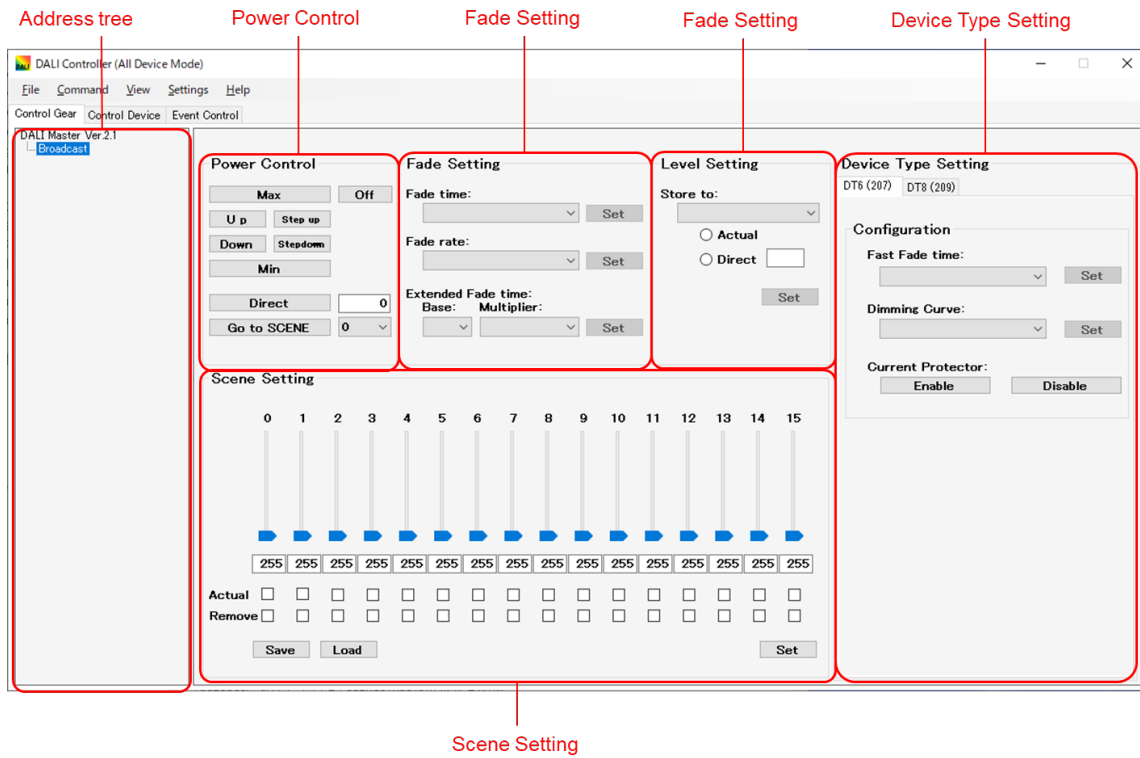 Address tree
Power Control
Fade Setting
Fade Setting
Device Type Setting
DALI
DALI Controller (All Device Mode)
File Command View Settings Help
Control Gear Control Device Event Control
DALI Master Ver.2.1
Broadcast
Power Control
Max Off
U p Step up
Down Stepdown
Min
Direct 0
Go to SCENE 0
Fade Setting
Fade time:
Set
Fade rate:
Set
Extended Fade time:
Base: Multiplier:
Set
Level Setting
Store to:
Actual
Direct
Set
Device Type Setting
DT6 (207) DT8 (209)
Configuration
Fast Fade time:
Set
Dimming Curve:
Set
Current Protector:
Enable Disable
Scene Setting
0 1 2 3 4 5 6 7 8 9 10 11 12 13 14 15
255 255 255 255 255 255 255 255 255 255 255 255 255 255 255 255
Actual
Remove
Save Load Set
Scene Setting